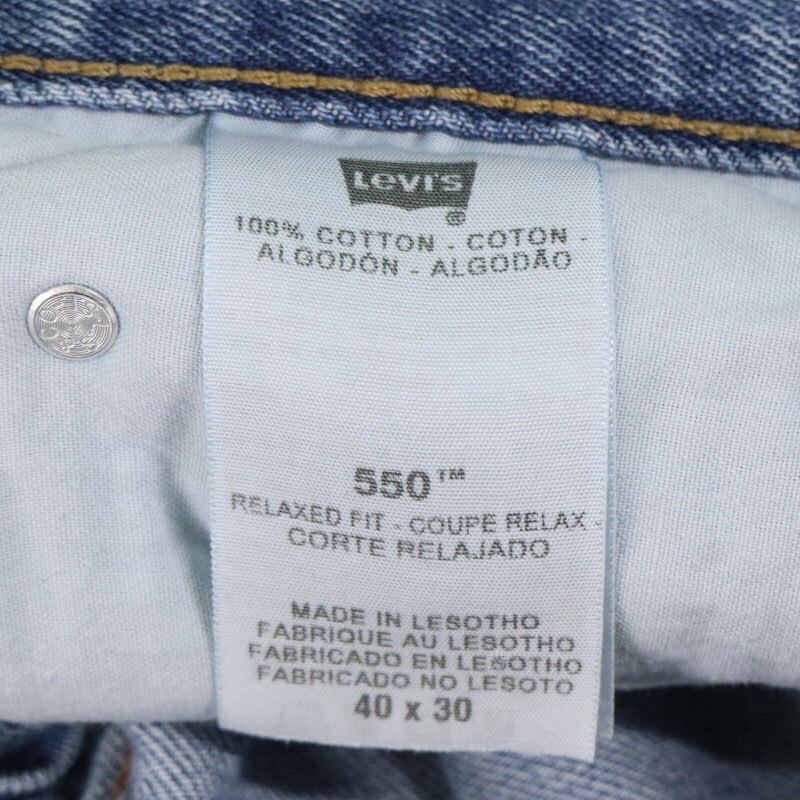 Levi's
®
100% COTTON - COTON -
ALGODÓN - ALGODÃO
550™
RELAXED FIT - COUPE RELAX -
CORTE RELAJADO
MADE IN LESOTHO
FABRIQUE AU LESOTHO
FABRICADO EN LESOTHO
FABRICADO NO LESOTO
40 x 30